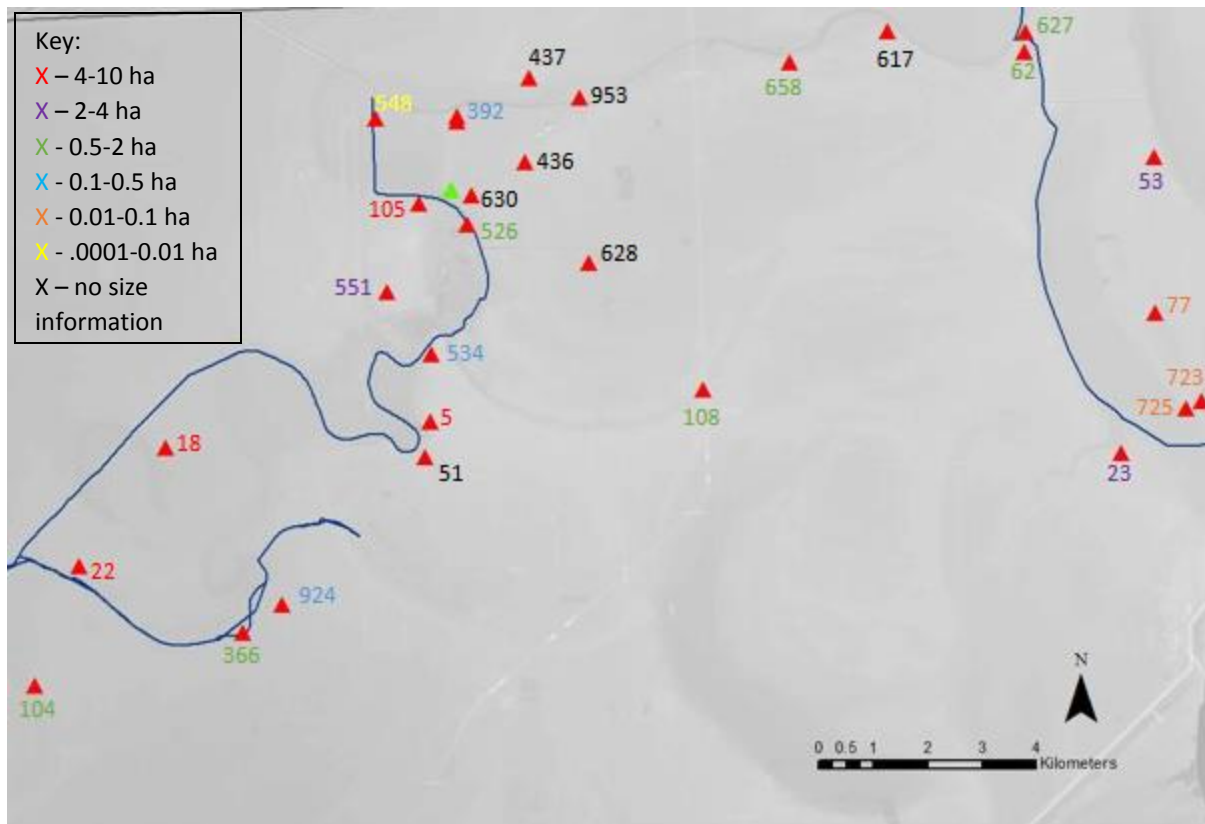 Key:
X – 4-10 ha
X – 2-4 ha
X - 0.5-2 ha
X - 0.1-0.5 ha
X - 0.01-0.1 ha
X - .0001-0.01 ha
X – no size
information
437
627
617
62
658
953
548
392
436
53
630
105
526
628
551
77
534
723
108
725
5
18
51
23
22
924
366
104
N
0 0.5 1 2 3 4
Kilometers